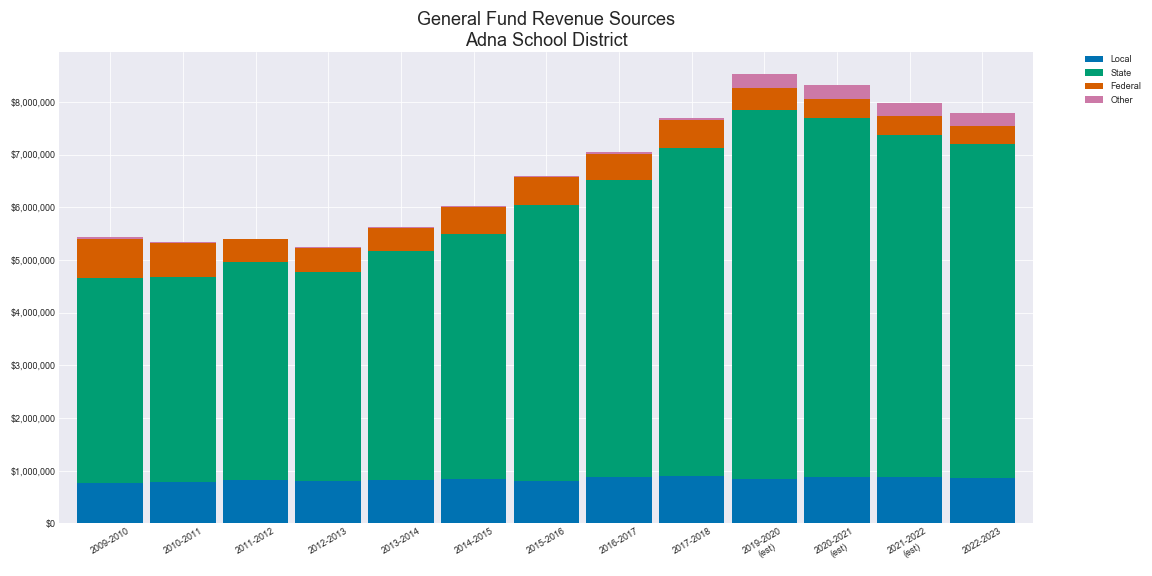 General Fund Revenue Sources
Adna School District
Local
State
Federal
Other
$8,000,000
$7,000,000
$6,000,000
$5,000,000
$4,000,000
$3,000,000
$2,000,000
$1,000,000
$0
2009-2010
2010-2011
2011-2012
2012-2013
2013-2014
2014-2015
2015-2016
2016-2017
2017-2018
2019-2020
(est)
2020-2021
(est)
2021-2022
(est)
2022-2023